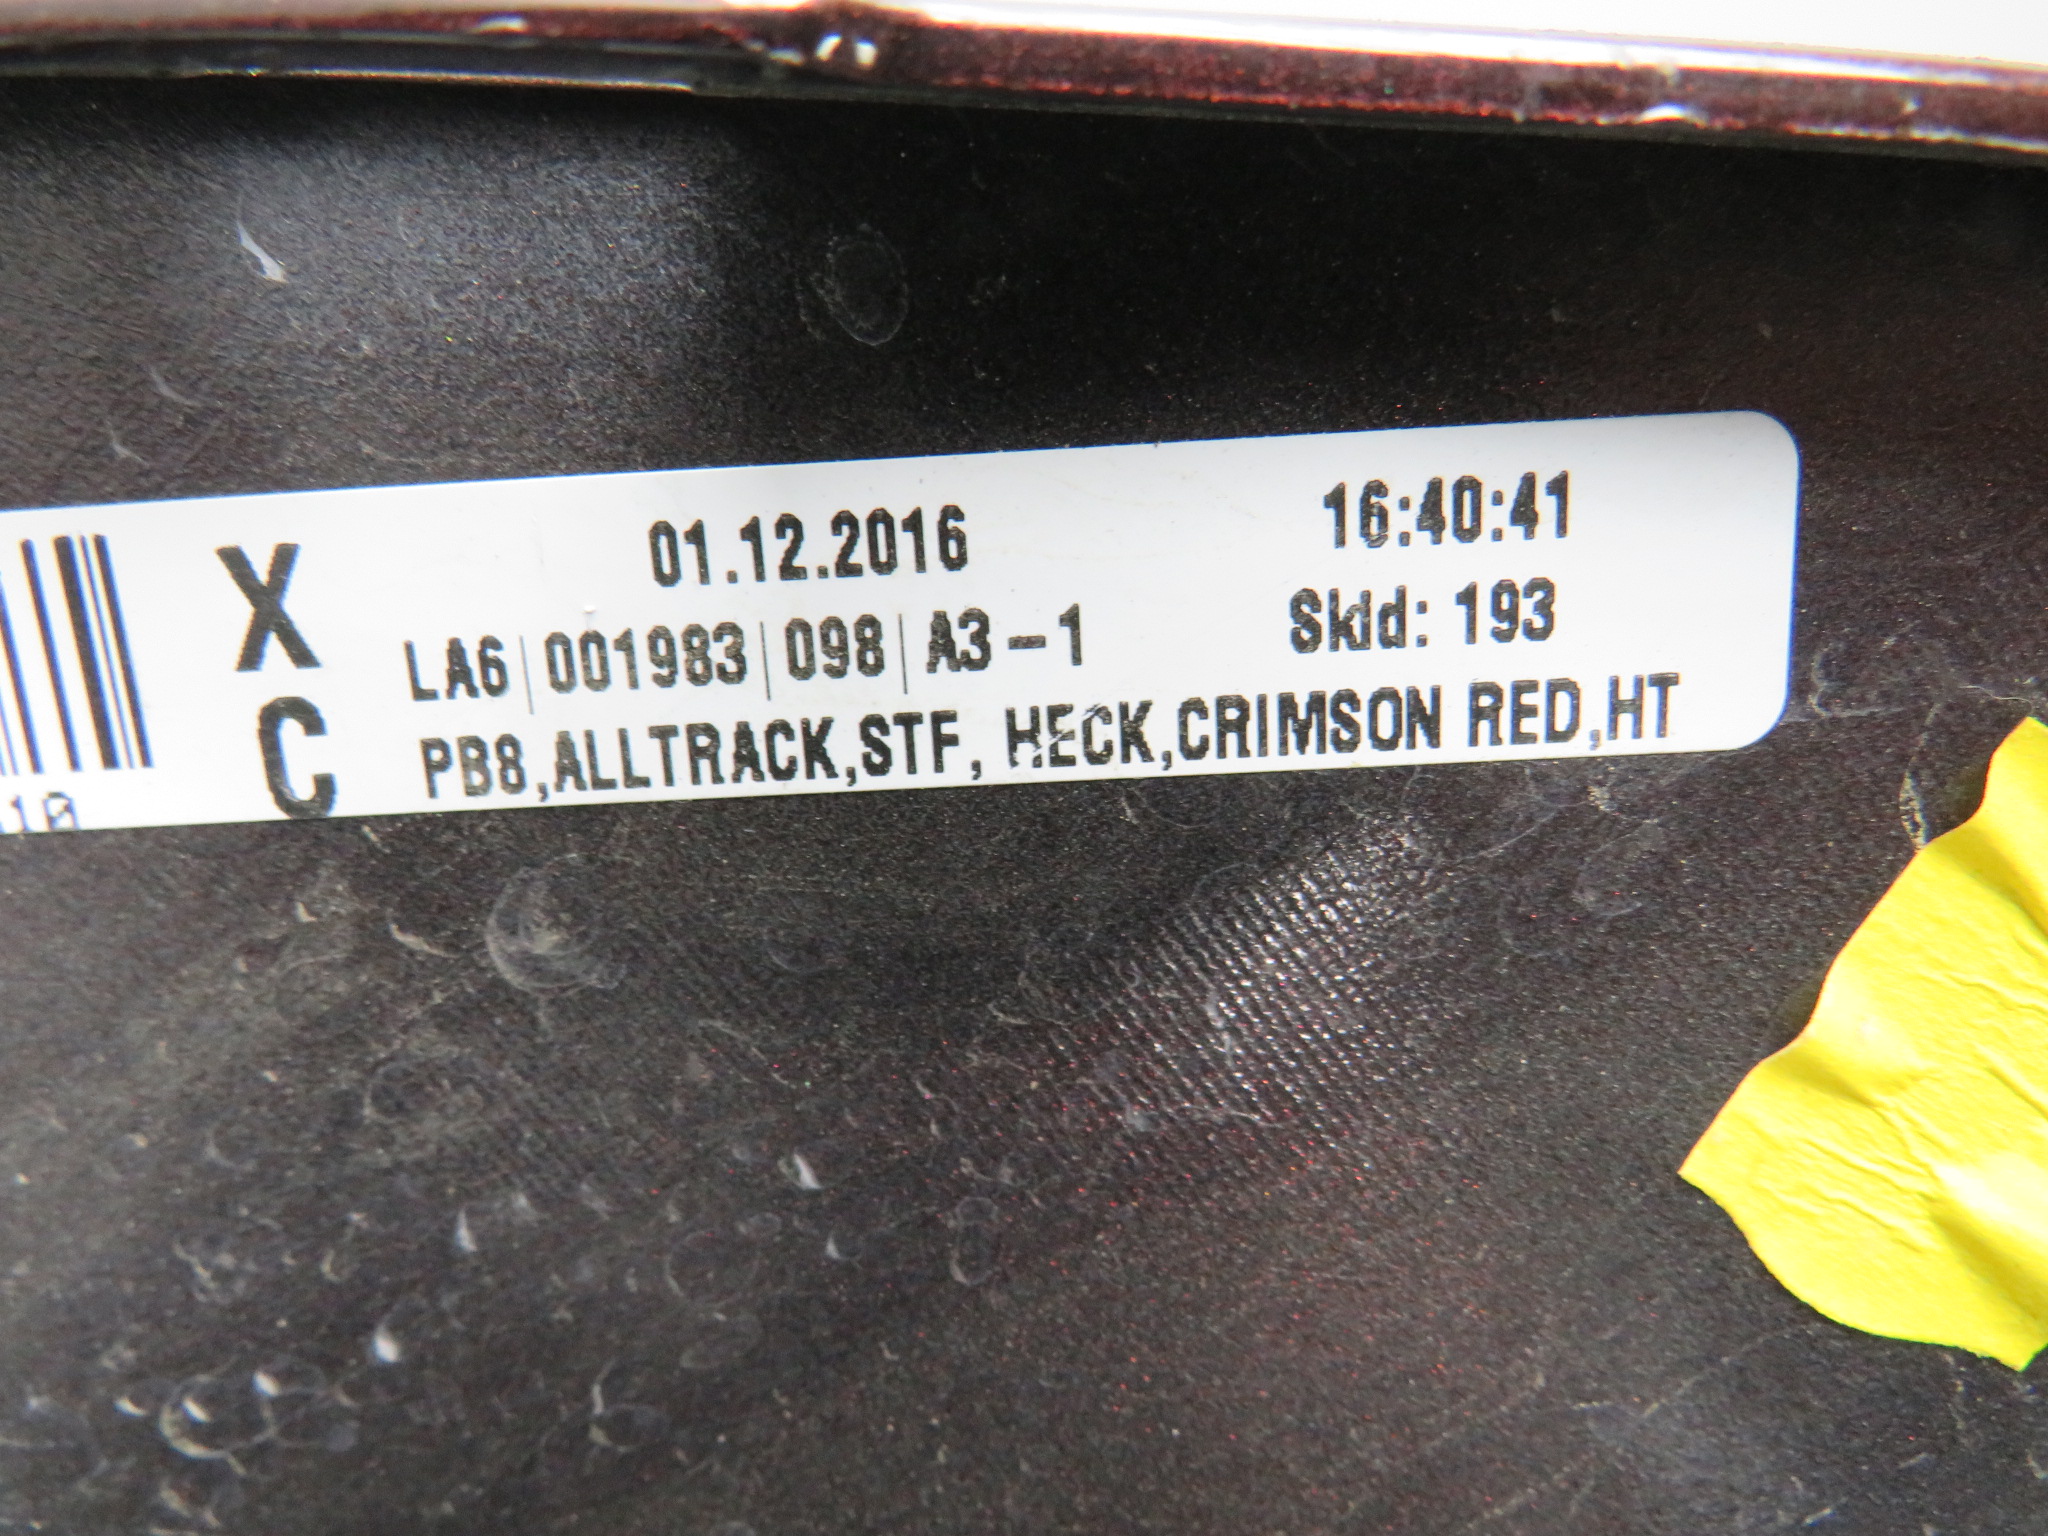 X
C
01.12.2016 16:40:41
LA6|001983|098|A3-1 SkId: 193
PB8,ALLTRACK,STF, HECK,CRIMSON RED,HT
10